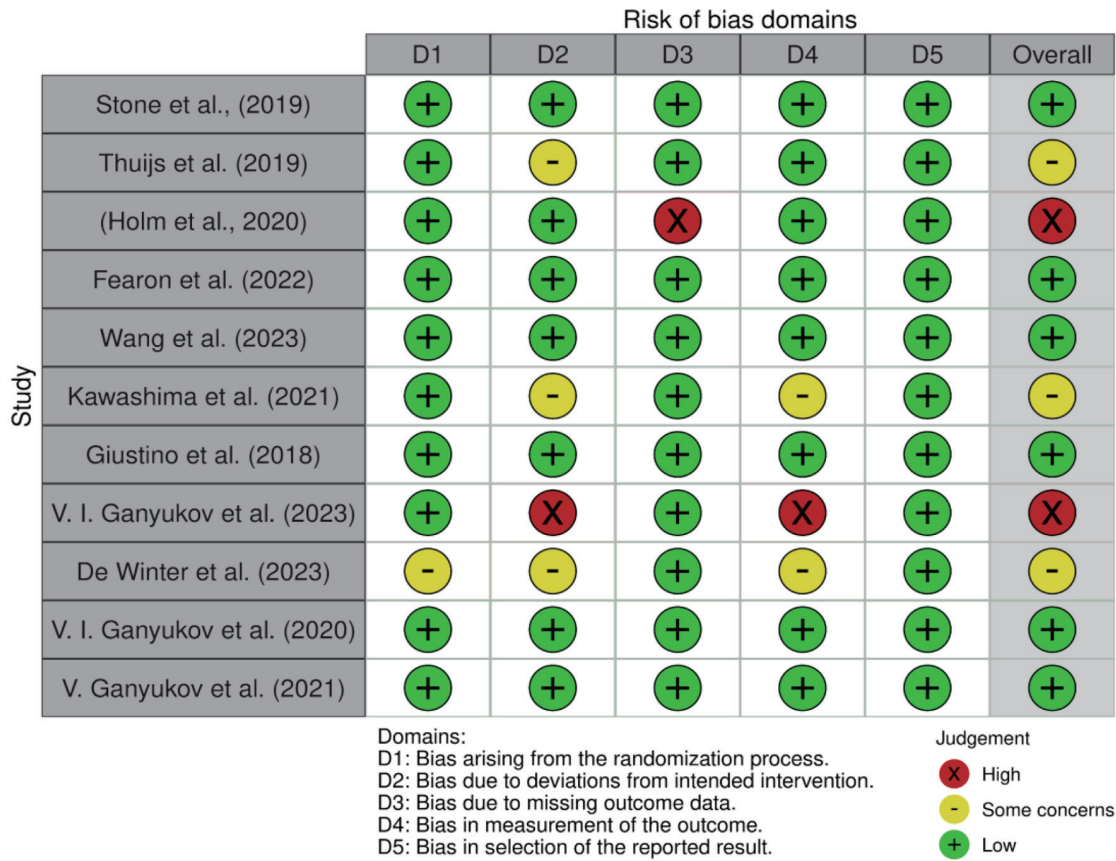 Risk of bias domains
D1 D2 D3 D4 D5 Overall
Study
Stone et al., (2019) + + + + + +
Thuijs et al. (2019) + - + + + -
(Holm et al., 2020) + + X + + X
Fearon et al. (2022) + + + + + +
Wang et al. (2023) + + + + + +
Kawashima et al. (2021) + - + - + -
Giustino et al. (2018) + + + + + +
V. I. Ganyukov et al. (2023) + X + X + X
De Winter et al. (2023) - - + - + -
V. I. Ganyukov et al. (2020) + + + + + +
V. Ganyukov et al. (2021) + + + + + +
Domains:
D1: Bias arising from the randomization process.
D2: Bias due to deviations from intended intervention.
D3: Bias due to missing outcome data.
D4: Bias in measurement of the outcome.
D5: Bias in selection of the reported result.
Judgement
X High
- Some concerns
+ Low